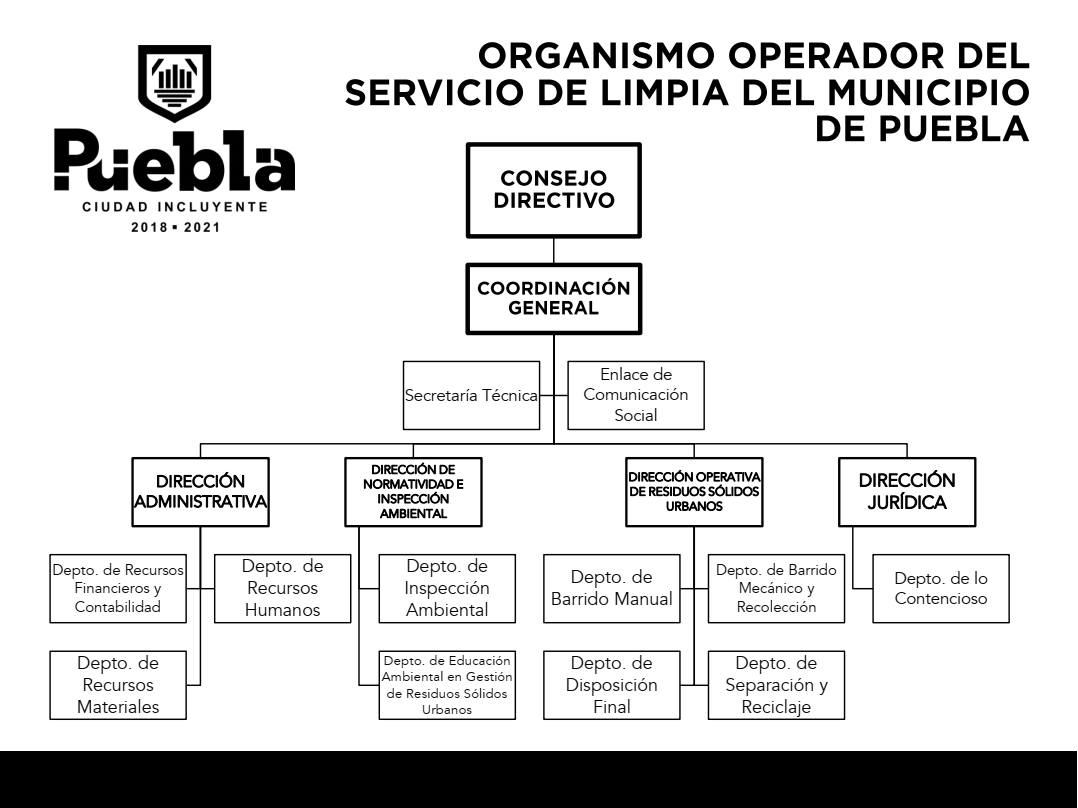 ORGANISMO OPERADOR DEL
SERVICIO DE LIMPIA DEL MUNICIPIO
DE PUEBLA
Puebla
CIUDAD INCLUYENTE
2018 ▪ 2021
CONSEJO
DIRECTIVO
COORDINACIÓN
GENERAL
Secretaría Técnica
Enlace de
Comunicación
Social
DIRECCIÓN
ADMINISTRATIVA
DIRECCIÓN DE
NORMATIVIDAD E
INSPECCIÓN
AMBIENTAL
DIRECCIÓN OPERATIVA
DE RESIDUOS SÓLIDOS
URBANOS
DIRECCIÓN
JURÍDICA
Depto. de Recursos
Financieros y
Contabilidad
Depto. de
Recursos
Humanos
Depto. de
Inspección
Ambiental
Depto. de
Barrido Manual
Depto. de Barrido
Mecánico y
Recolección
Depto. de lo
Contencioso
Depto. de
Recursos
Materiales
Depto. de Educación
Ambiental en Gestión
de Residuos Sólidos
Urbanos
Depto. de
Disposición
Final
Depto. de
Separación y
Reciclaje